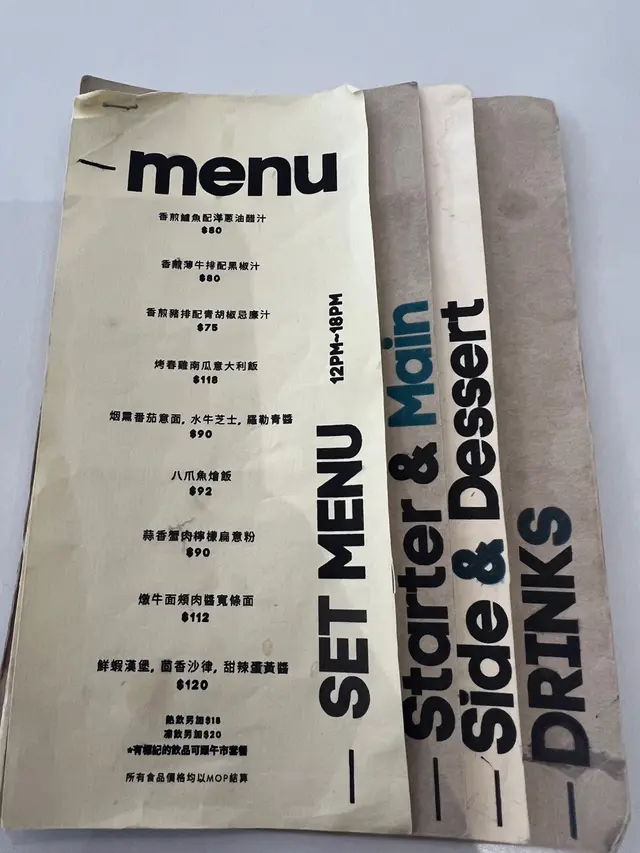 menu
香煎鱸魚配洋蔥油醋汁
$80
香煎薄牛排配黑椒汁
$80
香煎豬排配青胡椒忌廉汁
$75
烤春雞南瓜意大利飯
$118
烟熏番茄意面, 水牛芝士, 羅勒青醬
$90
八爪魚燴飯
$92
蒜香蟹肉檸檬扁意粉
$90
燉牛面頰肉醬寬條面
$112
鮮蝦漢堡, 茴香沙律, 甜辣蛋黃醬
$120
熱飲另加$15
凍飲另加$20
*有標記的飲品可跟午市套餐
所有食品價格均以MOP結算
SET MENU 12PM~18PM
Starter & Main
Side & Dessert
DRINKS